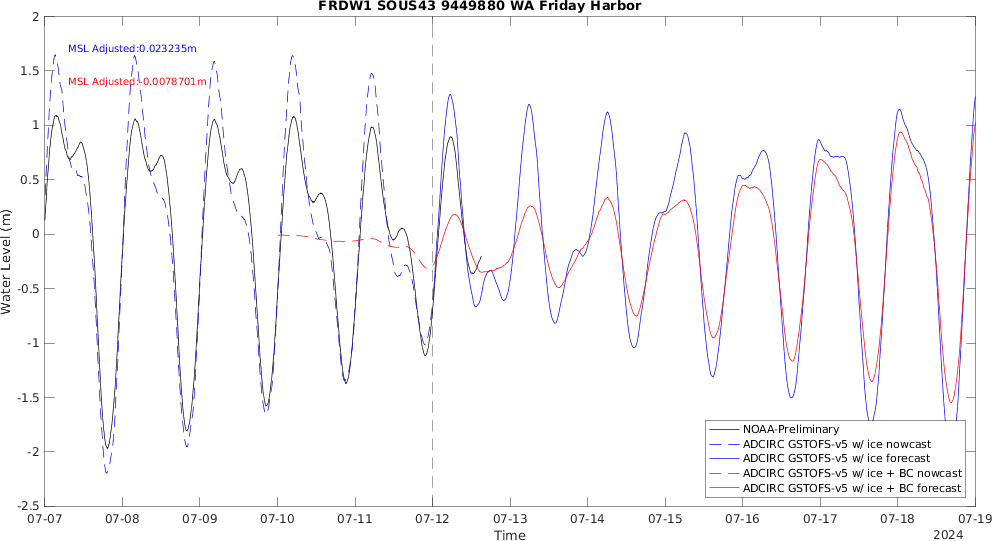 FRDW1 SOUS43 9449880 WA Friday Harbor
2
1.5
1
0.5
0
-0.5
-1
-1.5
-2
-2.5
Water Level (m)
MSL Adjusted:0.023235m
MSL Adjusted:-0.0078701m
NOAA-Preliminary
ADCIRC GSTOFS-v5 w/ ice nowcast
ADCIRC GSTOFS-v5 w/ ice forecast
ADCIRC GSTOFS-v5 w/ ice + BC nowcast
ADCIRC GSTOFS-v5 w/ ice + BC forecast
07-07 07-08 07-09 07-10 07-11 07-12 07-13 07-14 07-15 07-16 07-17 07-18 07-19
Time
2024